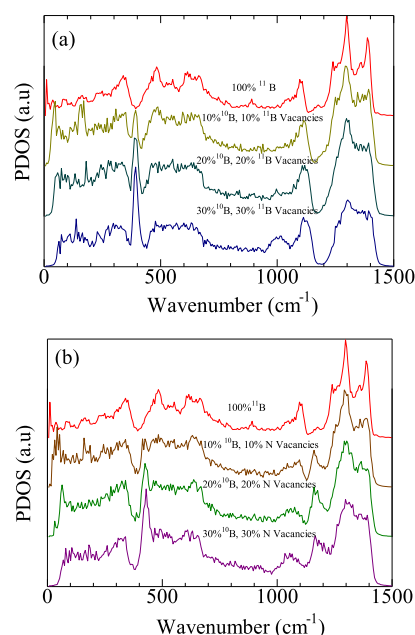 (a)
100% ¹¹B
10%¹⁰B, 10% ¹¹B Vacancies
20%¹⁰B, 20% ¹¹B Vacancies
30%¹⁰B, 30% ¹¹B Vacancies
PDOS (a.u)
0 500 1000 1500
Wavenumber (cm⁻¹)
(b)
100%¹¹B
10% ¹⁰B, 10% N Vacancies
20%¹⁰B, 20% N Vacancies
30%¹⁰B, 30% N Vacancies
PDOS (a.u)
0 500 1000 1500
Wavenumber (cm⁻¹)